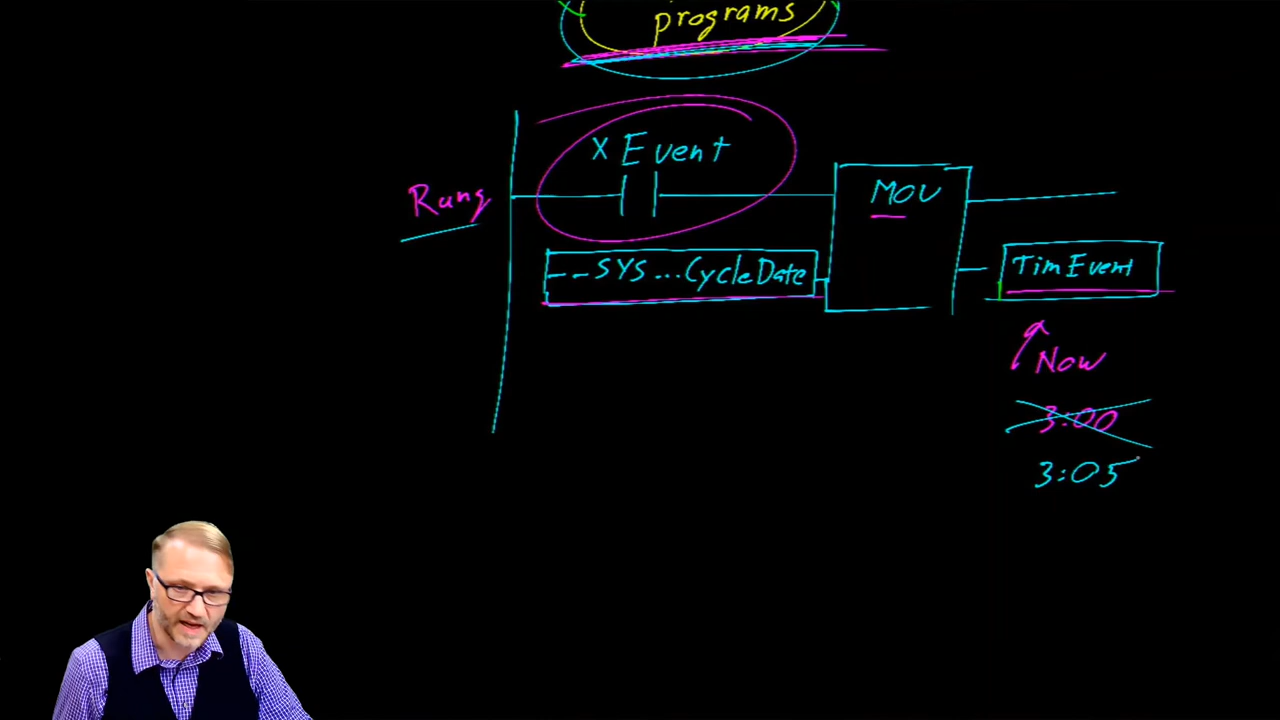 programs
X Event
Rung
MOV
--SYS...CycleDate
TimEvent
Now
3:00
3:05